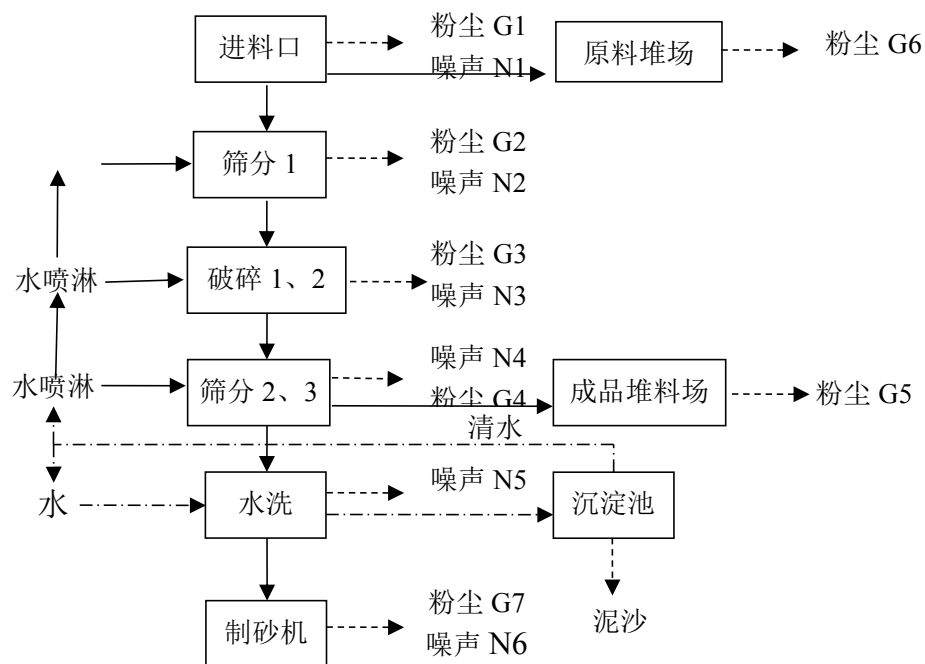 进料口
粉尘 G1
噪声 N1
原料堆场
粉尘 G6
筛分 1
粉尘 G2
噪声 N2
水喷淋
破碎 1、2
粉尘 G3
噪声 N3
水喷淋
筛分 2、3
噪声 N4
粉尘 G4
成品堆料场
粉尘 G5
清水
水
水洗
噪声 N5
沉淀池
泥沙
制砂机
粉尘 G7
噪声 N6